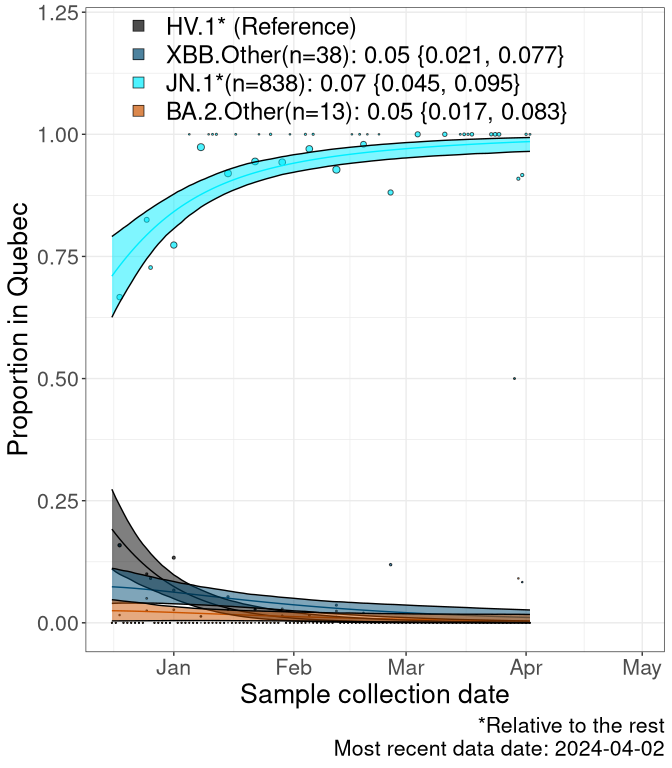 HV.1* (Reference)
XBB.Other(n=38): 0.05 {0.021, 0.077}
JN.1*(n=838): 0.07 {0.045, 0.095}
BA.2.Other(n=13): 0.05 {0.017, 0.083}
1.25
1.00
0.75
0.50
0.25
0.00
Proportion in Quebec
Jan Feb Mar Apr May
Sample collection date
*Relative to the rest
Most recent data date: 2024-04-02